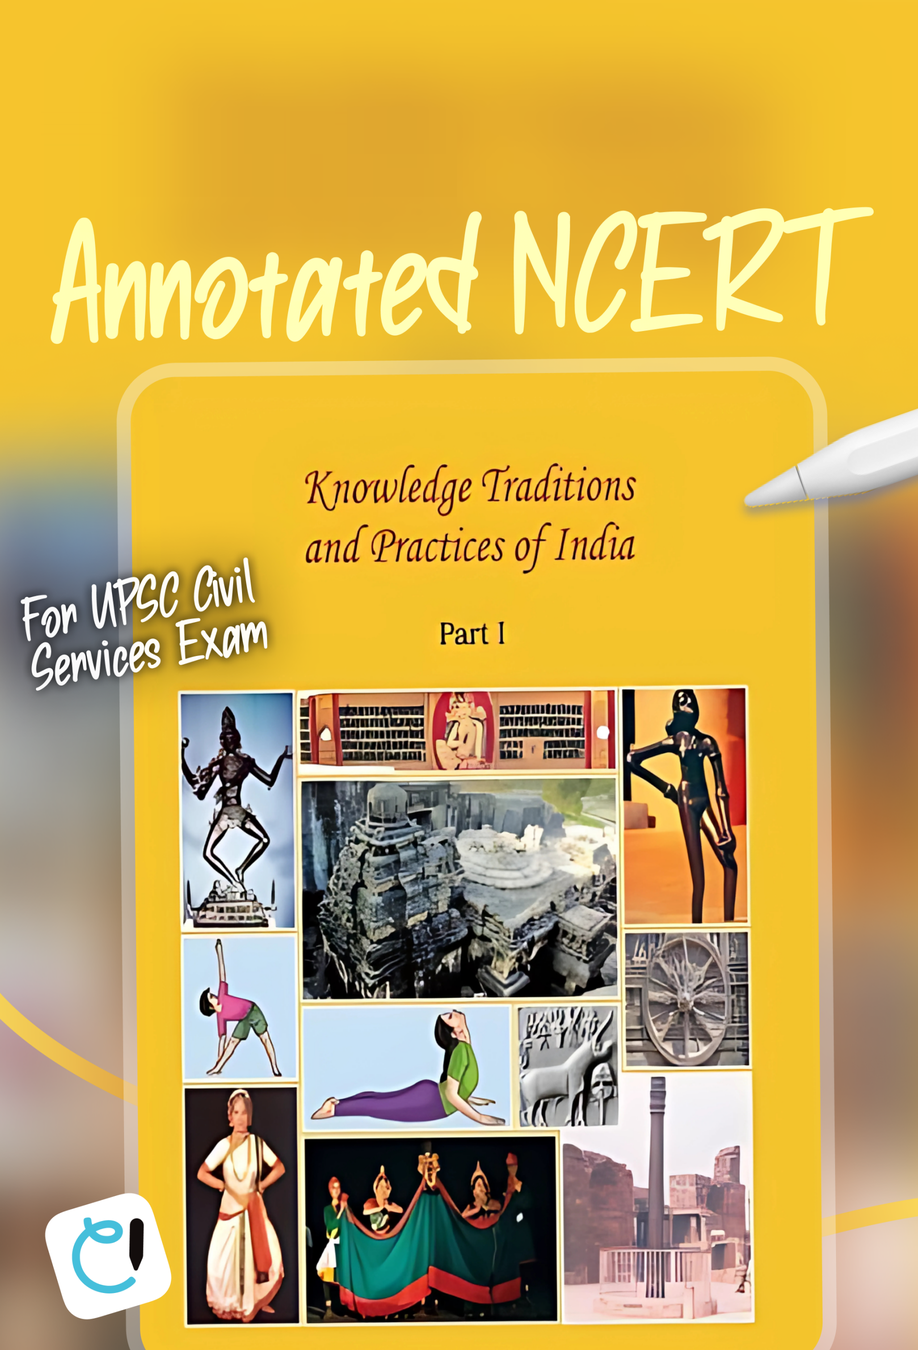 Annotated NCERT
Knowledge Traditions
and Practices of India
For UPSC Civil
Services Exam
Part I